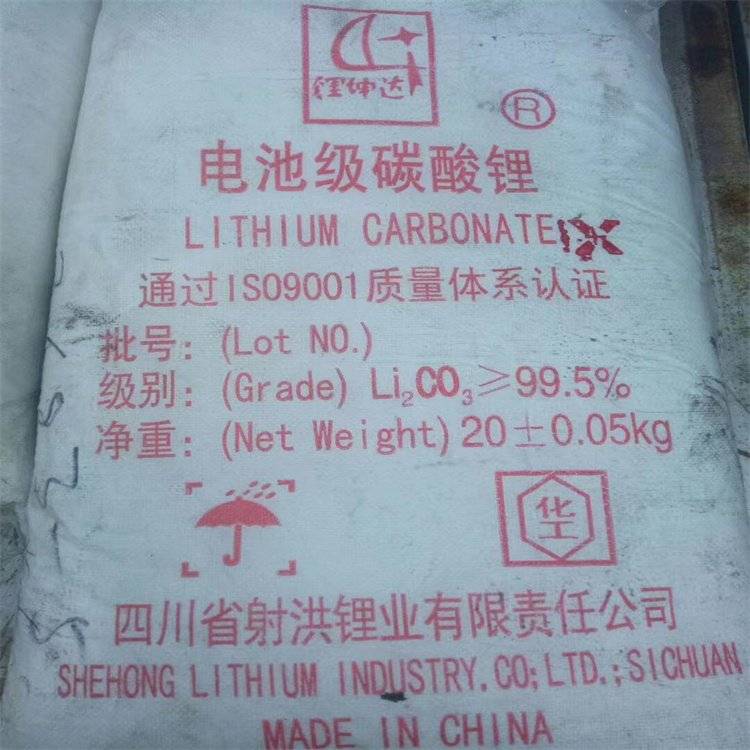 锂坤达
®
电池级碳酸锂
LITHIUM CARBONATE
通过ISO9001质量体系认证
批号: (Lot NO.)
级别: (Grade) Li₂CO₃≥99.5%
净重: (Net Weight) 20±0.05kg
化工
四川省射洪锂业有限责任公司
SHEHONG LITHIUM INDUSTRY.CO;LTD.;SICHUAN
MADE IN CHINA